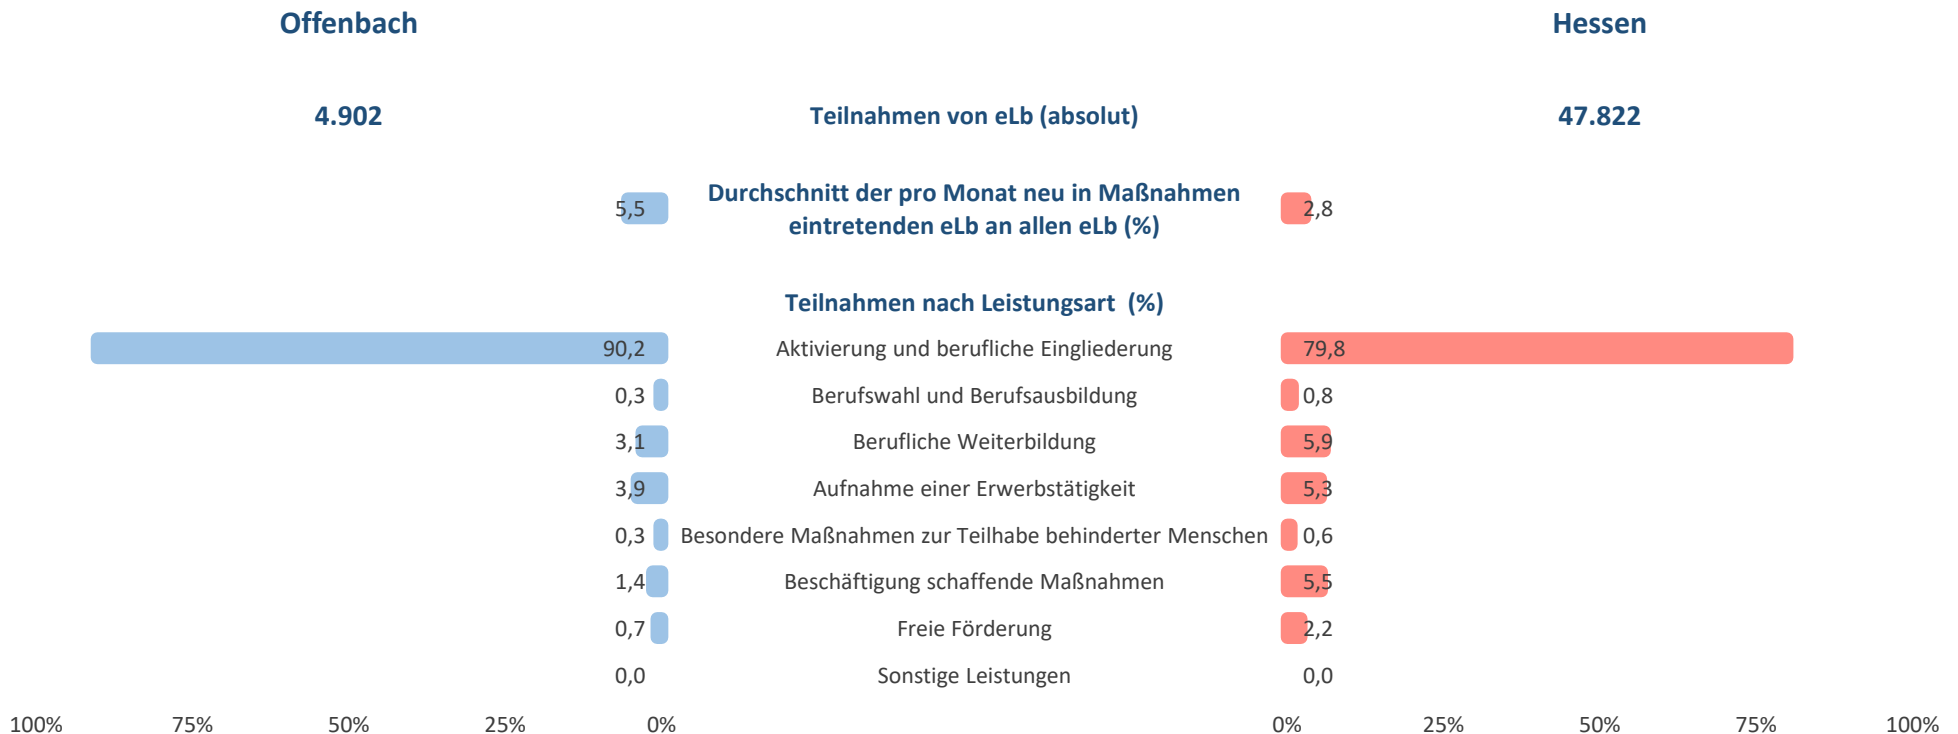 Offenbach Hessen
4.902 Teilnahmen von eLb (absolut) 47.822
Durchschnitt der pro Monat neu in Maßnahmen
5,5 2,8
eintretenden eLb an allen eLb (%)
Teilnahmen nach Leistungsart (%)
90,2 Aktivierung und berufliche Eingliederung 79,8
0,3 Berufswahl und Berufsausbildung 0,8
3,1 Berufliche Weiterbildung 5,9
3,9 Aufnahme einer Erwerbstätigkeit 5,3
0,3 Besondere Maßnahmen zur Teilhabe behinderter Menschen 0,6
1,4 Beschäftigung schaffende Maßnahmen 5,5
0,7 Freie Förderung 2,2
0,0 Sonstige Leistungen 0,0
100% 75% 50% 25% 0% 0% 25% 50% 75% 100%